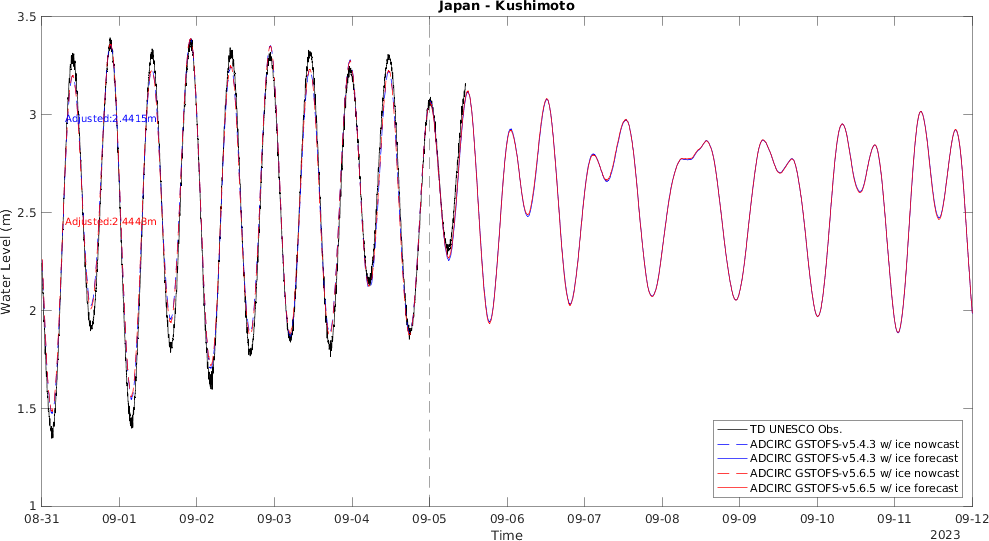 Japan - Kushimoto
3.5
3
2.5
2
1.5
1
Water Level (m)
Adjusted:2.4415m
Adjusted:2.4443m
TD UNESCO Obs.
ADCIRC GSTOFS-v5.4.3 w/ ice nowcast
ADCIRC GSTOFS-v5.4.3 w/ ice forecast
ADCIRC GSTOFS-v5.6.5 w/ ice nowcast
ADCIRC GSTOFS-v5.6.5 w/ ice forecast
08-31 09-01 09-02 09-03 09-04 09-05 09-06 09-07 09-08 09-09 09-10 09-11 09-12
Time
2023